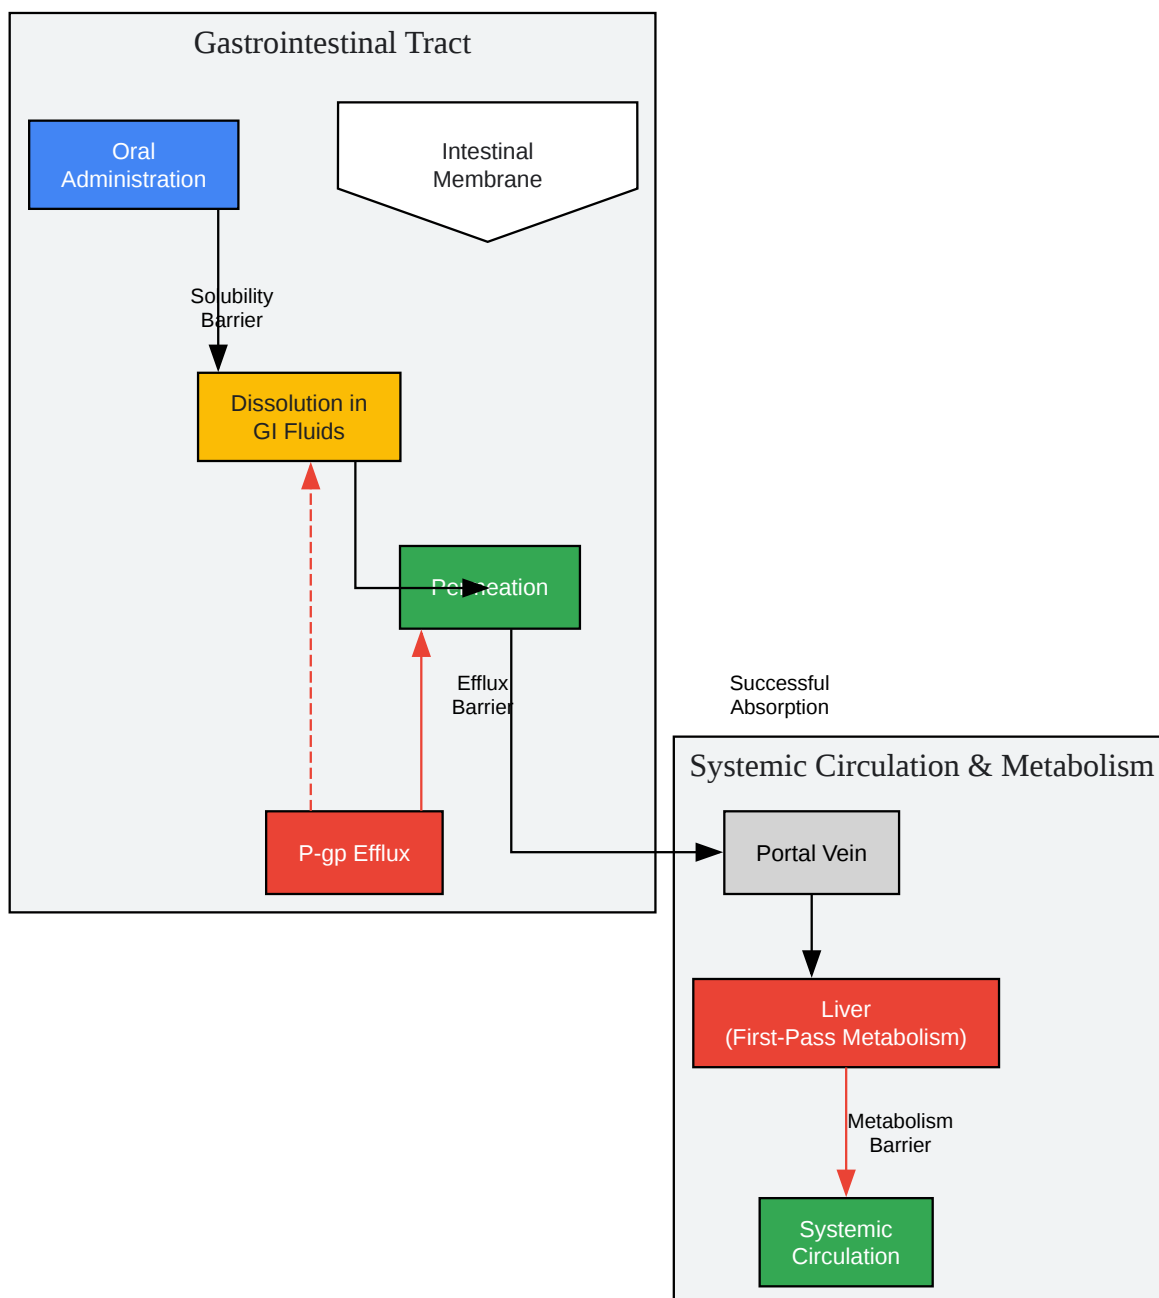 Gastrointestinal Tract
Oral
Administration
Intestinal
Membrane
Solubility
Barrier
Dissolution in
GI Fluids
Permeation
Efflux
Barrier
Successful
Absorption
Systemic Circulation & Metabolism
P-gp Efflux
Portal Vein
Liver
(First-Pass Metabolism)
Metabolism
Barrier
Systemic
Circulation